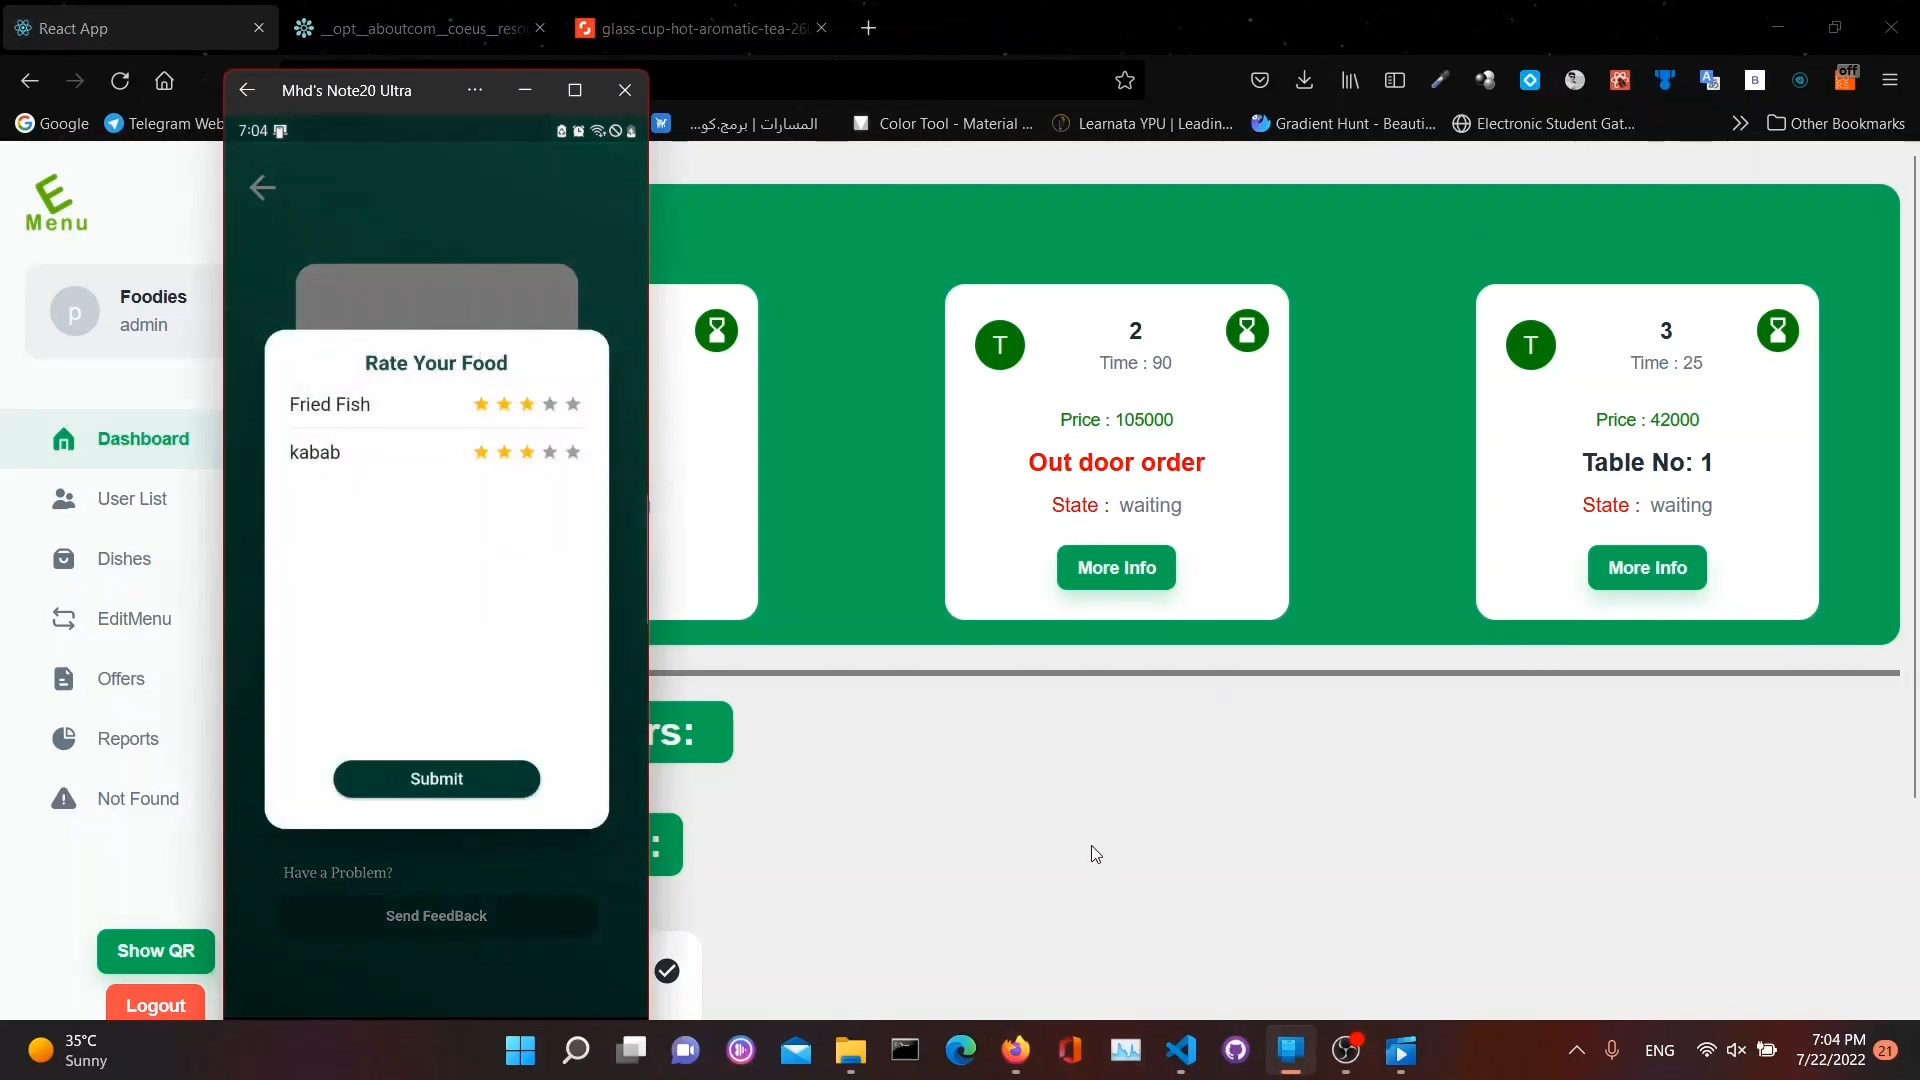 React App
__opt__aboutcom__coeus__reso
glass-cup-hot-aromatic-tea-26
off
Google
Telegram Web
المسارات | برمج.كو...
Color Tool - Material ...
Learnata YPU | Leadin...
Gradient Hunt - Beauti...
Electronic Student Gat...
Other Bookmarks
Mhd's Note20 Ultra
7:04
E
Menu
p
Foodies
admin
Dashboard
User List
Dishes
EditMenu
Offers
Reports
Not Found
Show QR
Logout
Rate Your Food
Fried Fish
kabab
Submit
Have a Problem?
Send FeedBack
T
2
Time : 90
Price : 105000
Out door order
State : waiting
More Info
T
3
Time : 25
Price : 42000
Table No: 1
State : waiting
More Info
rs:
:
35°C
Sunny
ENG
7:04 PM
7/22/2022
21